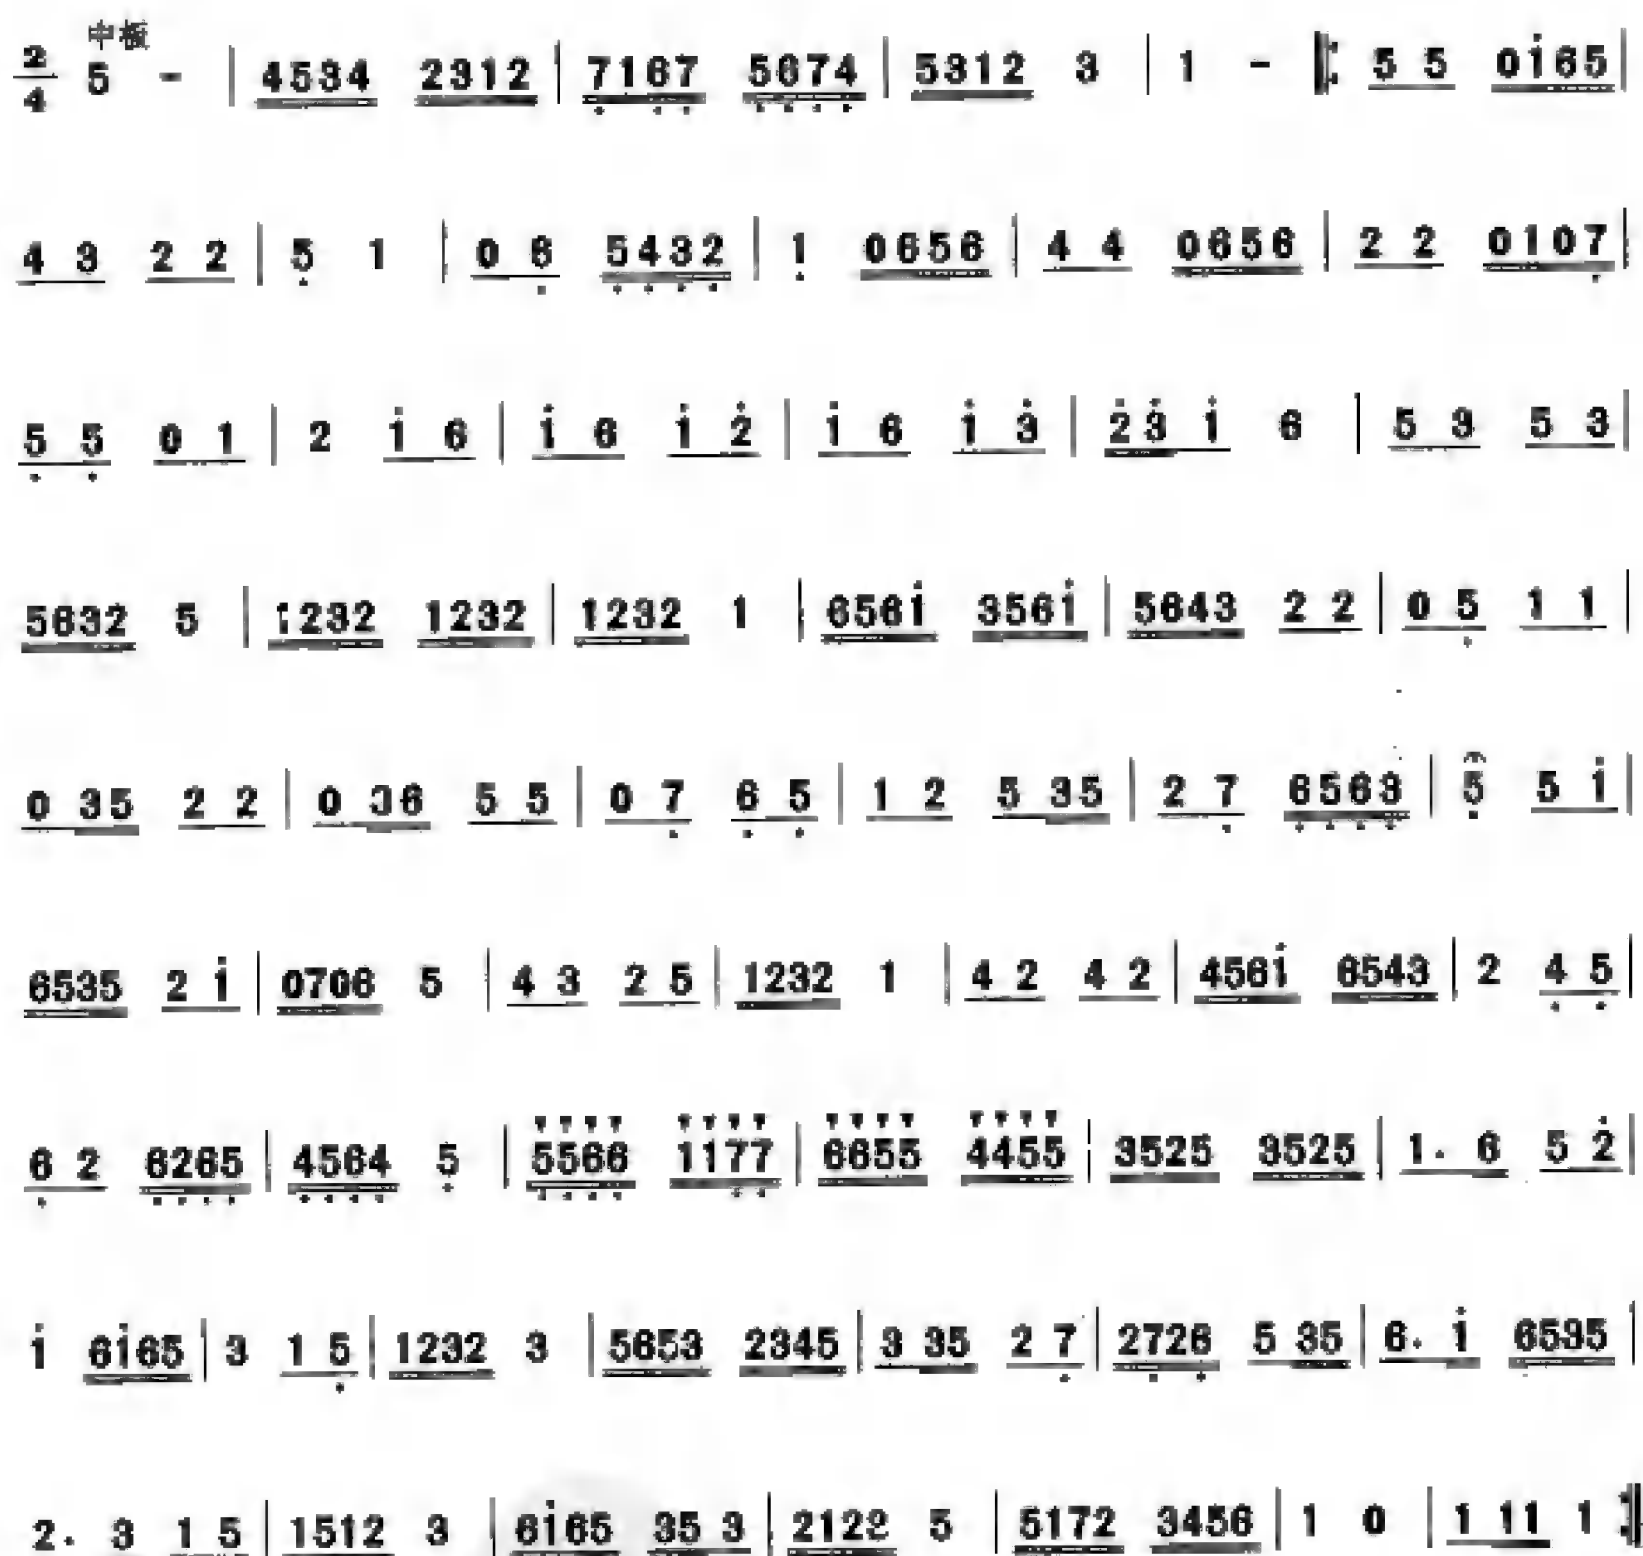 中板
2/4 5 - | 4534 2312 | 7167 5674 | 5312 3 | 1 - ‖: 5 5 0i65 |
4 3 2 2 | 5 1 | 0 6 5432 | 1 0656 | 4 4 0656 | 2 2 0107 |
5 5 0 1 | 2 i 6 | i 6 i 2 | i 6 i 3 | 23 i 6 | 5 3 5 3 |
5632 5 | 1232 1232 | 1232 1 | 656i 356i | 5643 2 2 | 0 5 1 1 |
0 35 2 2 | 0 36 5 5 | 0 7 6 5 | 1 2 5 35 | 2 7 6563 | 5 5 i |
6535 2 i | 0706 5 | 4 3 2 5 | 1232 1 | 4 2 4 2 | 456i 6543 | 2 4 5 |
6 2 6265 | 4564 5 | 5566 1177 | 6655 4455 | 3525 3525 | 1. 6 5 2 |
i 6i65 | 3 1 5 | 1232 3 | 5653 2345 | 3 35 2 7 | 2726 5 35 | 6. i 6535 |
2. 3 1 5 | 1512 3 | 6i65 35 3 | 2122 5 | 5172 3456 | 1 0 | 1 11 1 :‖